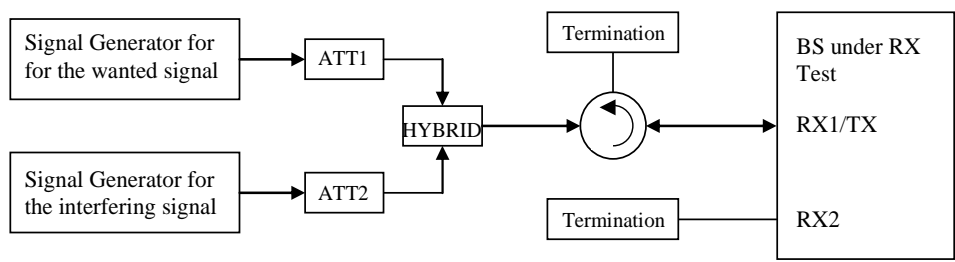 Signal Generator for
for the wanted signal
ATT1
Termination
BS under RX
Test
HYBRID
RX1/TX
Signal Generator for
the interfering signal
ATT2
Termination
RX2